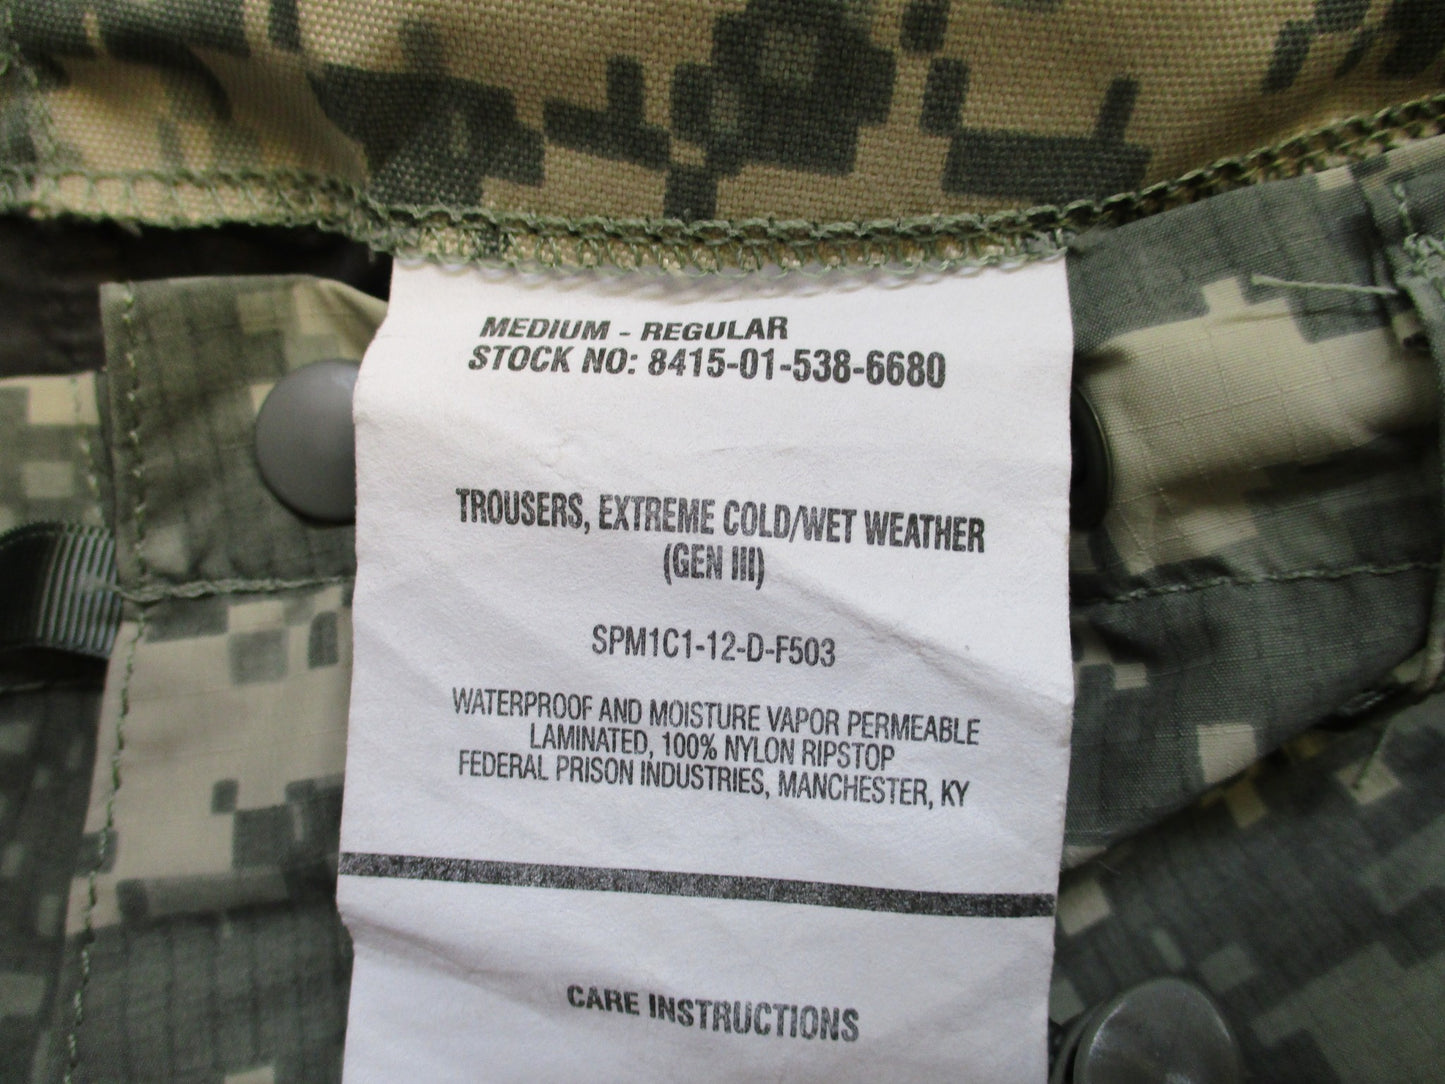 MEDIUM - REGULAR
STOCK NO: 8415-01-538-6680
TROUSERS, EXTREME COLD/WET WEATHER
(GEN III)
SPM1C1-12-D-F503
WATERPROOF AND MOISTURE VAPOR PERMEABLE
LAMINATED, 100% NYLON RIPSTOP
FEDERAL PRISON INDUSTRIES, MANCHESTER, KY
CARE INSTRUCTIONS